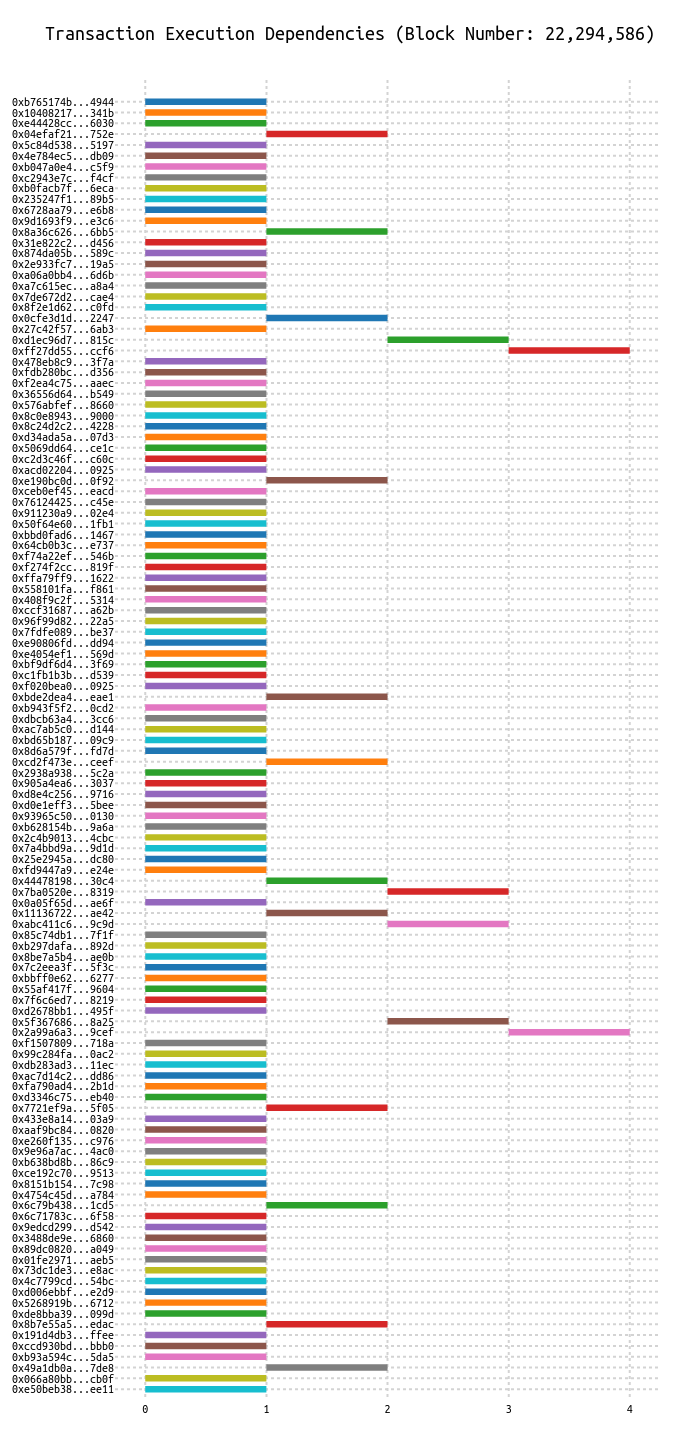 Transaction Execution Dependencies (Block Number: 22,294,586)
0xb765174b...4944
0x10408217...341b
0xe44428cc...6030
0x04efaf21...752e
0x5c84d538...5197
0x4e784ec5...db09
0xb047a0e4...c5f9
0xc2943e7c...f4cf
0xb0facb7f...6eca
0x235247f1...89b5
0x6728aa79...e6b8
0x9d1693f9...e3c6
0x8a36c626...6bb5
0x31e822c2...d456
0x874da05b...589c
0x2e933fc7...19a5
0xa06a0bb4...6d6b
0xa7c615ec...a8a4
0x7de672d2...cae4
0x8f2e1d62...c0fd
0x0cfe3d1d...2247
0x27c42f57...6ab3
0xd1ec96d7...815c
0xff27dd55...ccf6
0x478eb8c9...3f7a
0xfdb280bc...d356
0xf2ea4c75...aaec
0x36556d64...b549
0x576abfef...8660
0x8c0e8943...9000
0x8c24d2c2...4228
0xd34ada5a...07d3
0x5069dd64...ce1c
0xc2d3c46f...c60c
0xacd02204...0925
0xe190bc0d...0f92
0xceb0ef45...eacd
0x76124425...c45e
0x911230a9...02e4
0x50f64e60...1fb1
0xbbd0fad6...1467
0x64cb0b3c...e737
0xf74a22ef...546b
0xf274f2cc...819f
0xffa79ff9...1622
0x558101fa...f861
0x408f9c2f...5314
0xccf31687...a62b
0x96f99d82...22a5
0x7fdfe089...be37
0xe90806fd...dd94
0xe4054ef1...569d
0xbf9df6d4...3f69
0xc1fb1b3b...d539
0xf020bea0...0925
0xbde2dea4...eae1
0xb943f5f2...0cd2
0xdbcb63a4...3cc6
0xac7ab5c0...d144
0xbd65b187...09c9
0x8d6a579f...fd7d
0xcd2f473e...ceef
0x2938a938...5c2a
0x905a4ea6...3037
0xd8e4c256...9716
0xd0e1eff3...5bee
0x93965c50...0130
0xb628154b...9a6a
0x2c4b9013...4cbc
0x7a4bbd9a...9d1d
0x25e2945a...dc80
0xfd9447a9...e24e
0x44478198...30c4
0x7ba0520e...8319
0x0a05f65d...ae6f
0x11136722...ae42
0xabc411c6...9c9d
0x85c74db1...7f1f
0xb297dafa...892d
0x8be7a5b4...ae0b
0x7c2eea3f...5f3c
0xbbff0e62...6277
0x55af417f...9604
0x7f6c6ed7...8219
0xd2678bb1...495f
0x5f367686...8a25
0x2a99a6a3...9cef
0xf1507809...718a
0x99c284fa...0ac2
0xdb283ad3...11ec
0xac7d14c2...dd86
0xfa790ad4...2b1d
0xd3346c75...eb40
0x7721ef9a...5f05
0x433e8a14...03a9
0xaaf9bc84...0820
0xe260f135...c976
0x9e96a7ac...4ac0
0xb638bd8b...86c9
0xce192c70...9513
0x8151b154...7c98
0x4754c45d...a784
0x6c79b438...1cd5
0x6c71783c...6f58
0x9edcd299...d542
0x3488de9e...6860
0x89dc0820...a049
0x01fe2971...aeb5
0x73dc1de3...e8ac
0x4c7799cd...54bc
0xd006ebbf...e2d9
0x5268919b...6712
0xde8bba39...099d
0x8b7e55a5...edac
0x191d4db3...ffee
0xccd930bd...bbb0
0xb93a594c...5da5
0x49a1db0a...7de8
0x066a80bb...cb0f
0xe50beb38...ee11
0 1 2 3 4